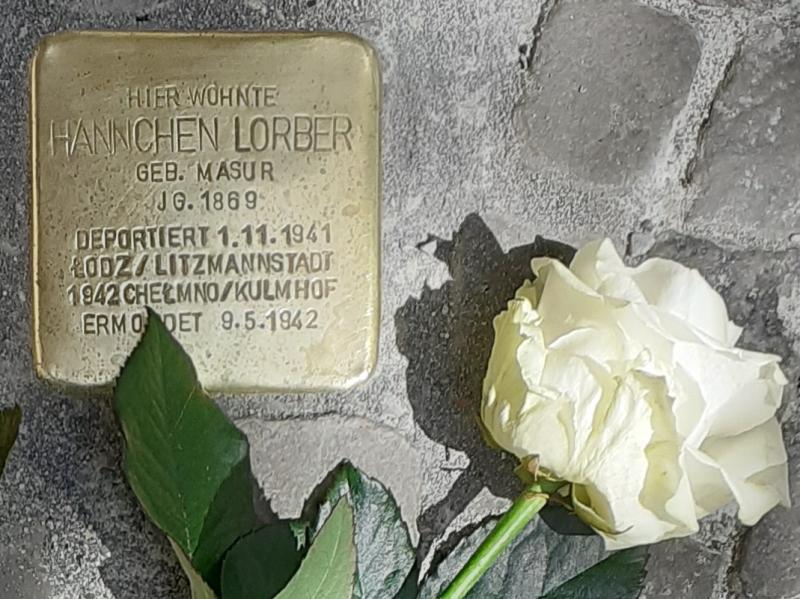 HIER WOHNTE
HANNCHEN LORBER
GEB. MASUR
JG. 1869
DEPORTIERT 1.11.1941
ŁODZ/LITZMANNSTADT
1942 CHEŁMNO/KULMHOF
ERMORDET 9.5.1942